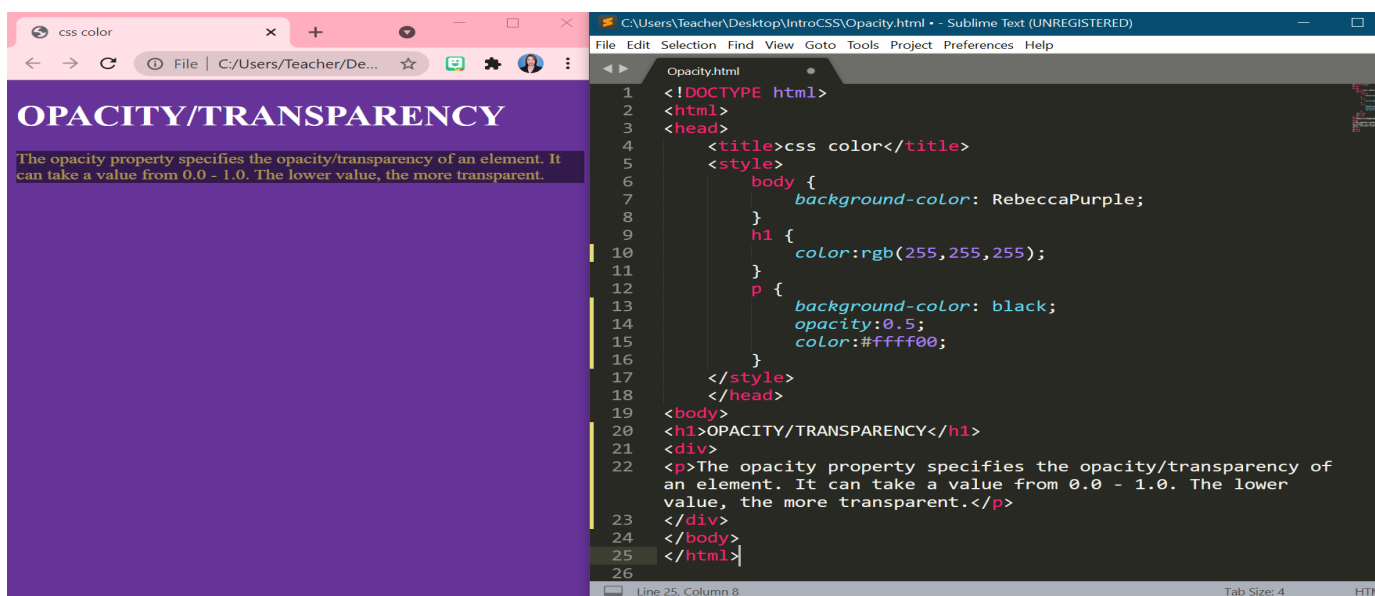 css color
File | C:/Users/Teacher/De...
OPACITY/TRANSPARENCY
The opacity property specifies the opacity/transparency of an element. It
can take a value from 0.0 - 1.0. The lower value, the more transparent.
C:\Users\Teacher\Desktop\IntroCSS\Opacity.html • - Sublime Text (UNREGISTERED)
File Edit Selection Find View Goto Tools Project Preferences Help
Opacity.html
1 <!DOCTYPE html>
2 <html>
3 <head>
4 <title>css color</title>
5 <style>
6 body {
7 background-color: RebeccaPurple;
8 }
9 h1 {
10 color:rgb(255,255,255);
11 }
12 p {
13 background-color: black;
14 opacity:0.5;
15 color:#ffff00;
16 }
17 </style>
18 </head>
19 <body>
20 <h1>OPACITY/TRANSPARENCY</h1>
21 <div>
22 <p>The opacity property specifies the opacity/transparency of
an element. It can take a value from 0.0 - 1.0. The lower
value, the more transparent.</p>
23 </div>
24 </body>
25 </html>
26
Line 25, Column 8
Tab Size: 4
HTM